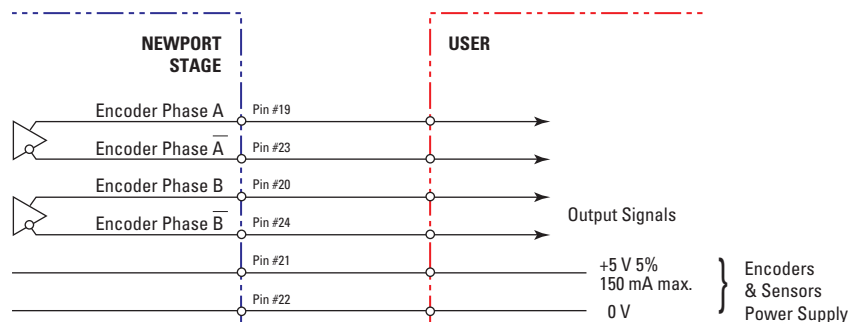 NEWPORT
STAGE
USER
Encoder Phase A
Pin #19
Encoder Phase A̅
Pin #23
Encoder Phase B
Pin #20
Encoder Phase B̅
Pin #24
Output Signals
Pin #21
+5 V 5%
150 mA max.
Pin #22
0 V
Encoders
& Sensors
Power Supply